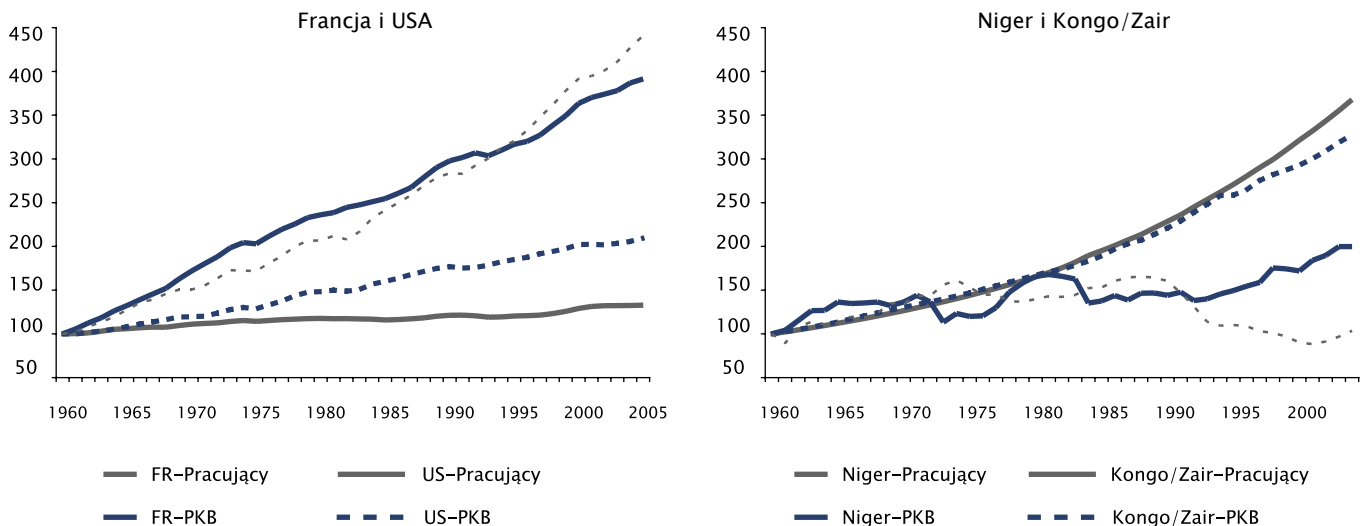 Francja i USA
450
400
350
300
250
200
150
100
50
1960 1965 1970 1975 1980 1985 1990 1995 2000 2005
FR–Pracujący US–Pracujący
FR–PKB US–PKB
Niger i Kongo/Zair
450
400
350
300
250
200
150
100
50
1960 1965 1970 1975 1980 1985 1990 1995 2000
Niger–Pracujący Kongo/Zair–Pracujący
Niger–PKB Kongo/Zair–PKB